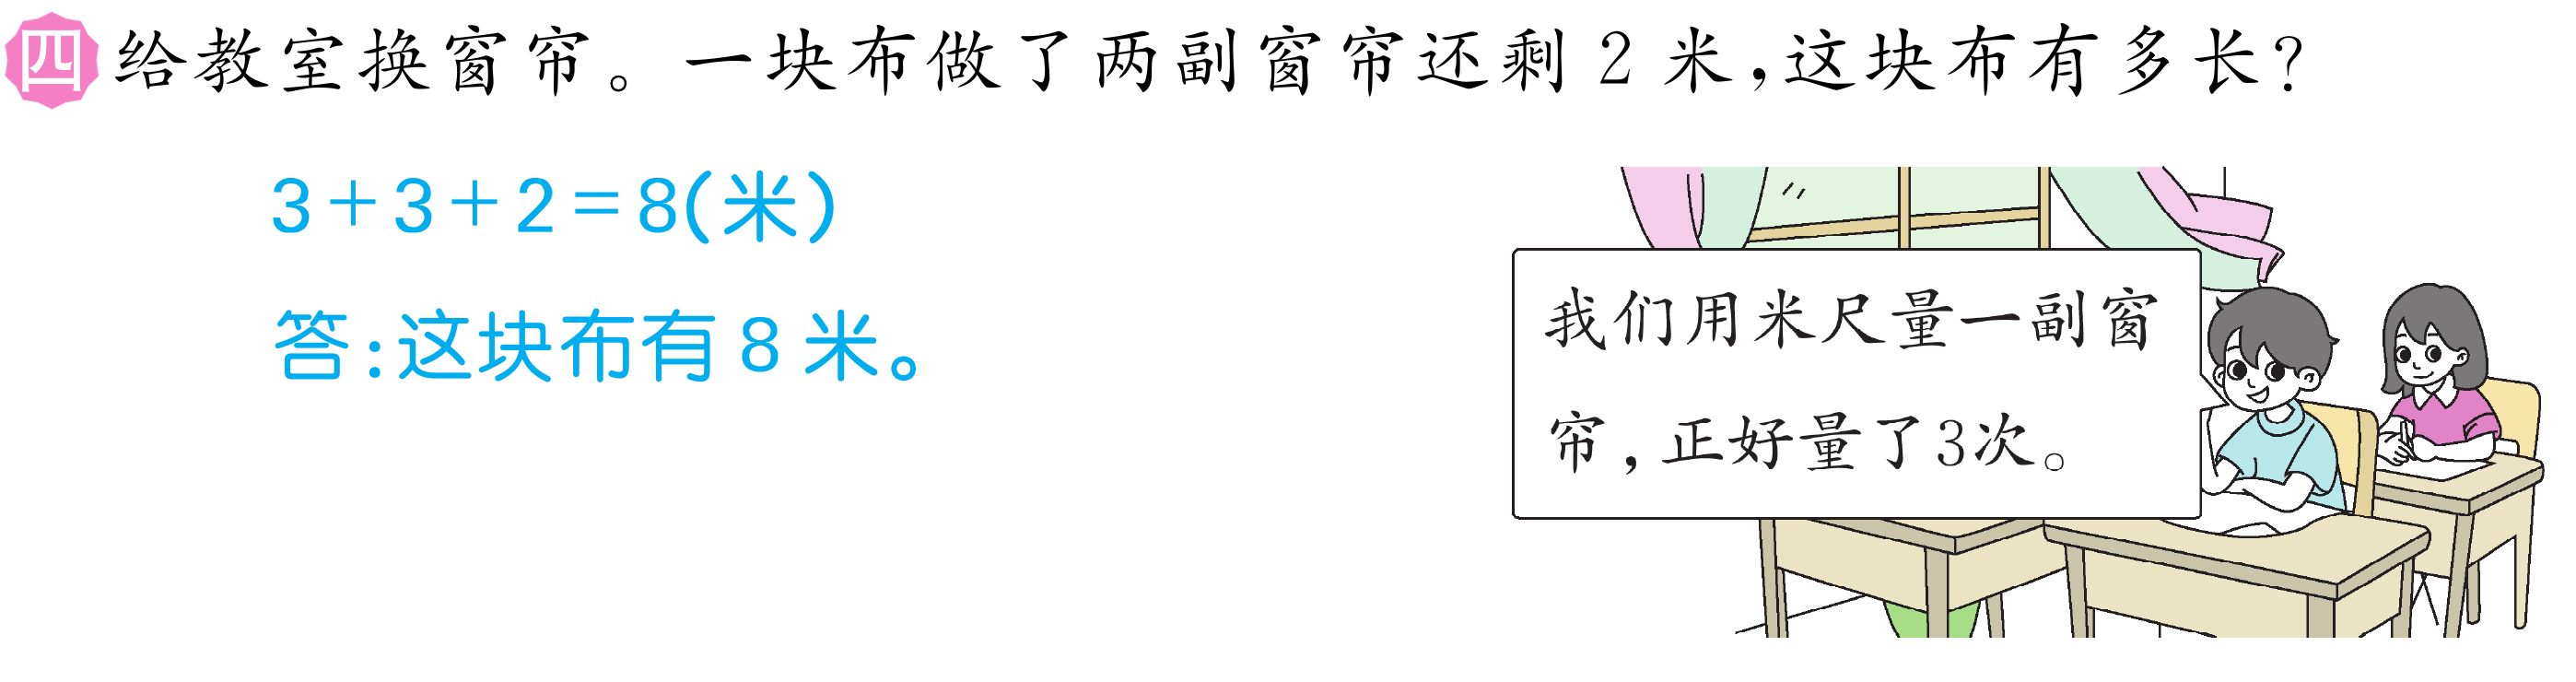 四 给教室换窗帘。一块布做了两副窗帘还剩 2 米,这块布有多长?
3+3+2=8(米)
答:这块布有 8 米。
我们用米尺量一副窗
帘,正好量了3次。